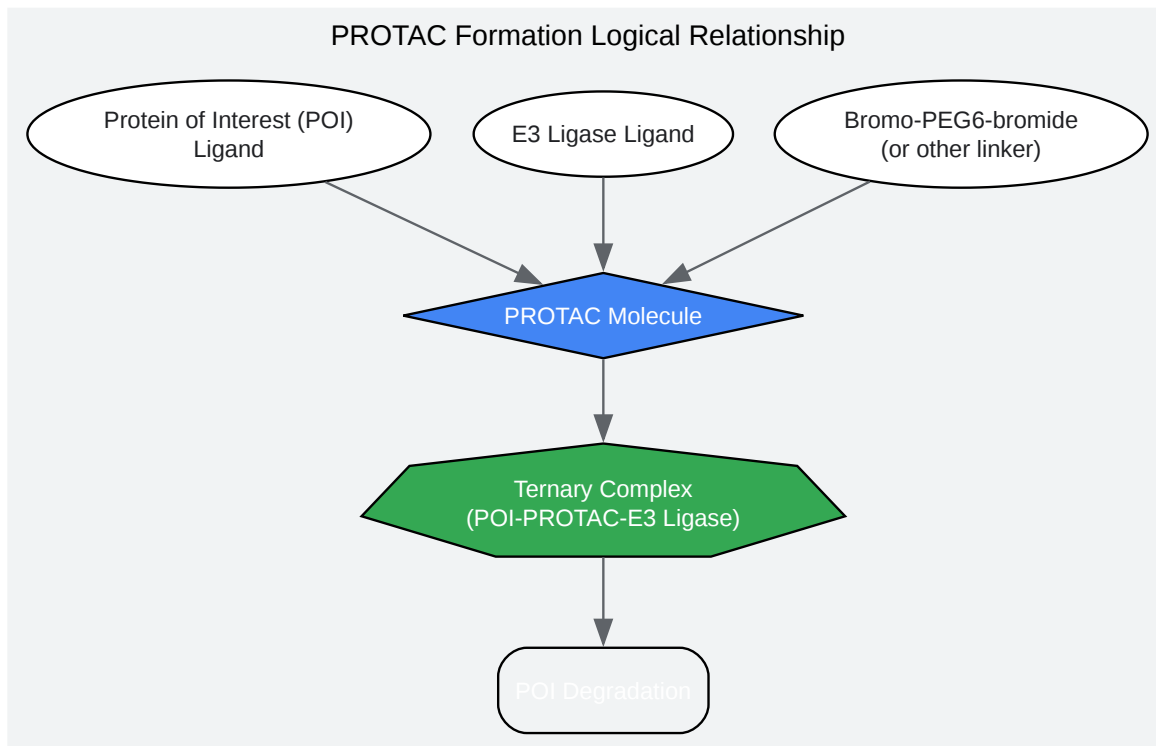 PROTAC Formation Logical Relationship
Protein of Interest (POI)
Ligand
E3 Ligase Ligand
Bromo-PEG6-bromide
(or other linker)
PROTAC Molecule
Ternary Complex
(POI-PROTAC-E3 Ligase)
POI Degradation